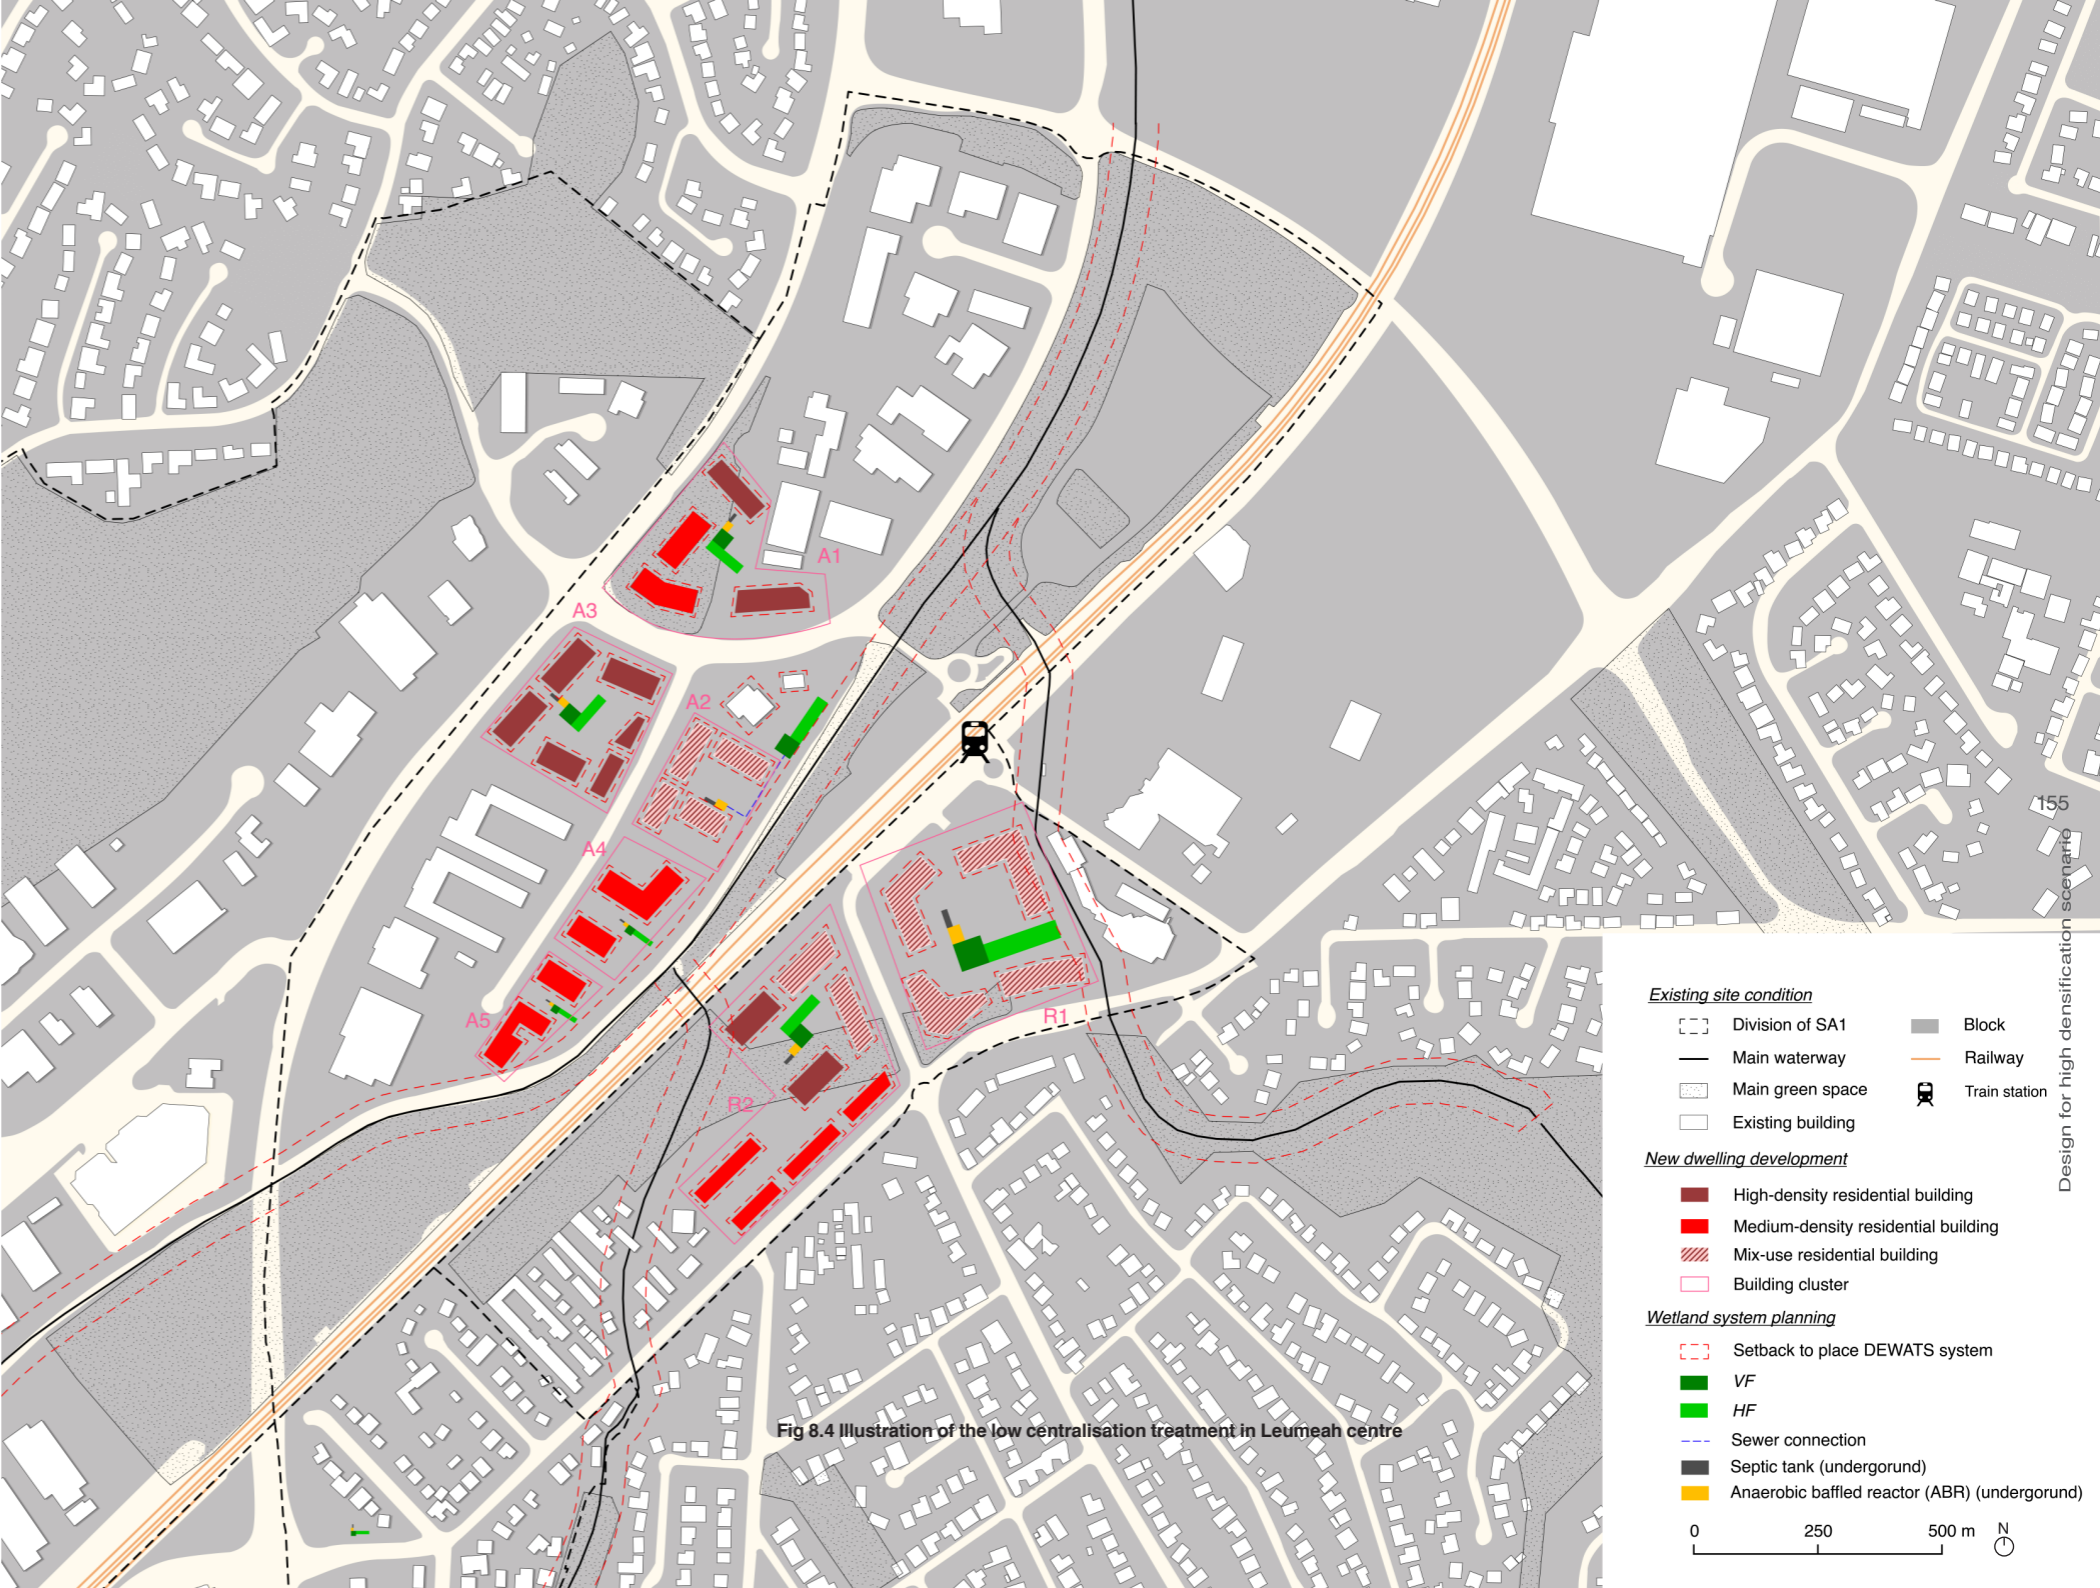 A1
A3
A2
A4
A5
R1
R2
155
Design for high densification scenario
Existing site condition
Division of SA1
Block
Main waterway
Railway
Main green space
Train station
Existing building
New dwelling development
High-density residential building
Medium-density residential building
Mix-use residential building
Building cluster
Wetland system planning
Setback to place DEWATS system
VF
HF
Sewer connection
Septic tank (undergorund)
Anaerobic baffled reactor (ABR) (undergorund)
0 250 500 m N
Fig 8.4 Illustration of the low centralisation treatment in Leumeah centre